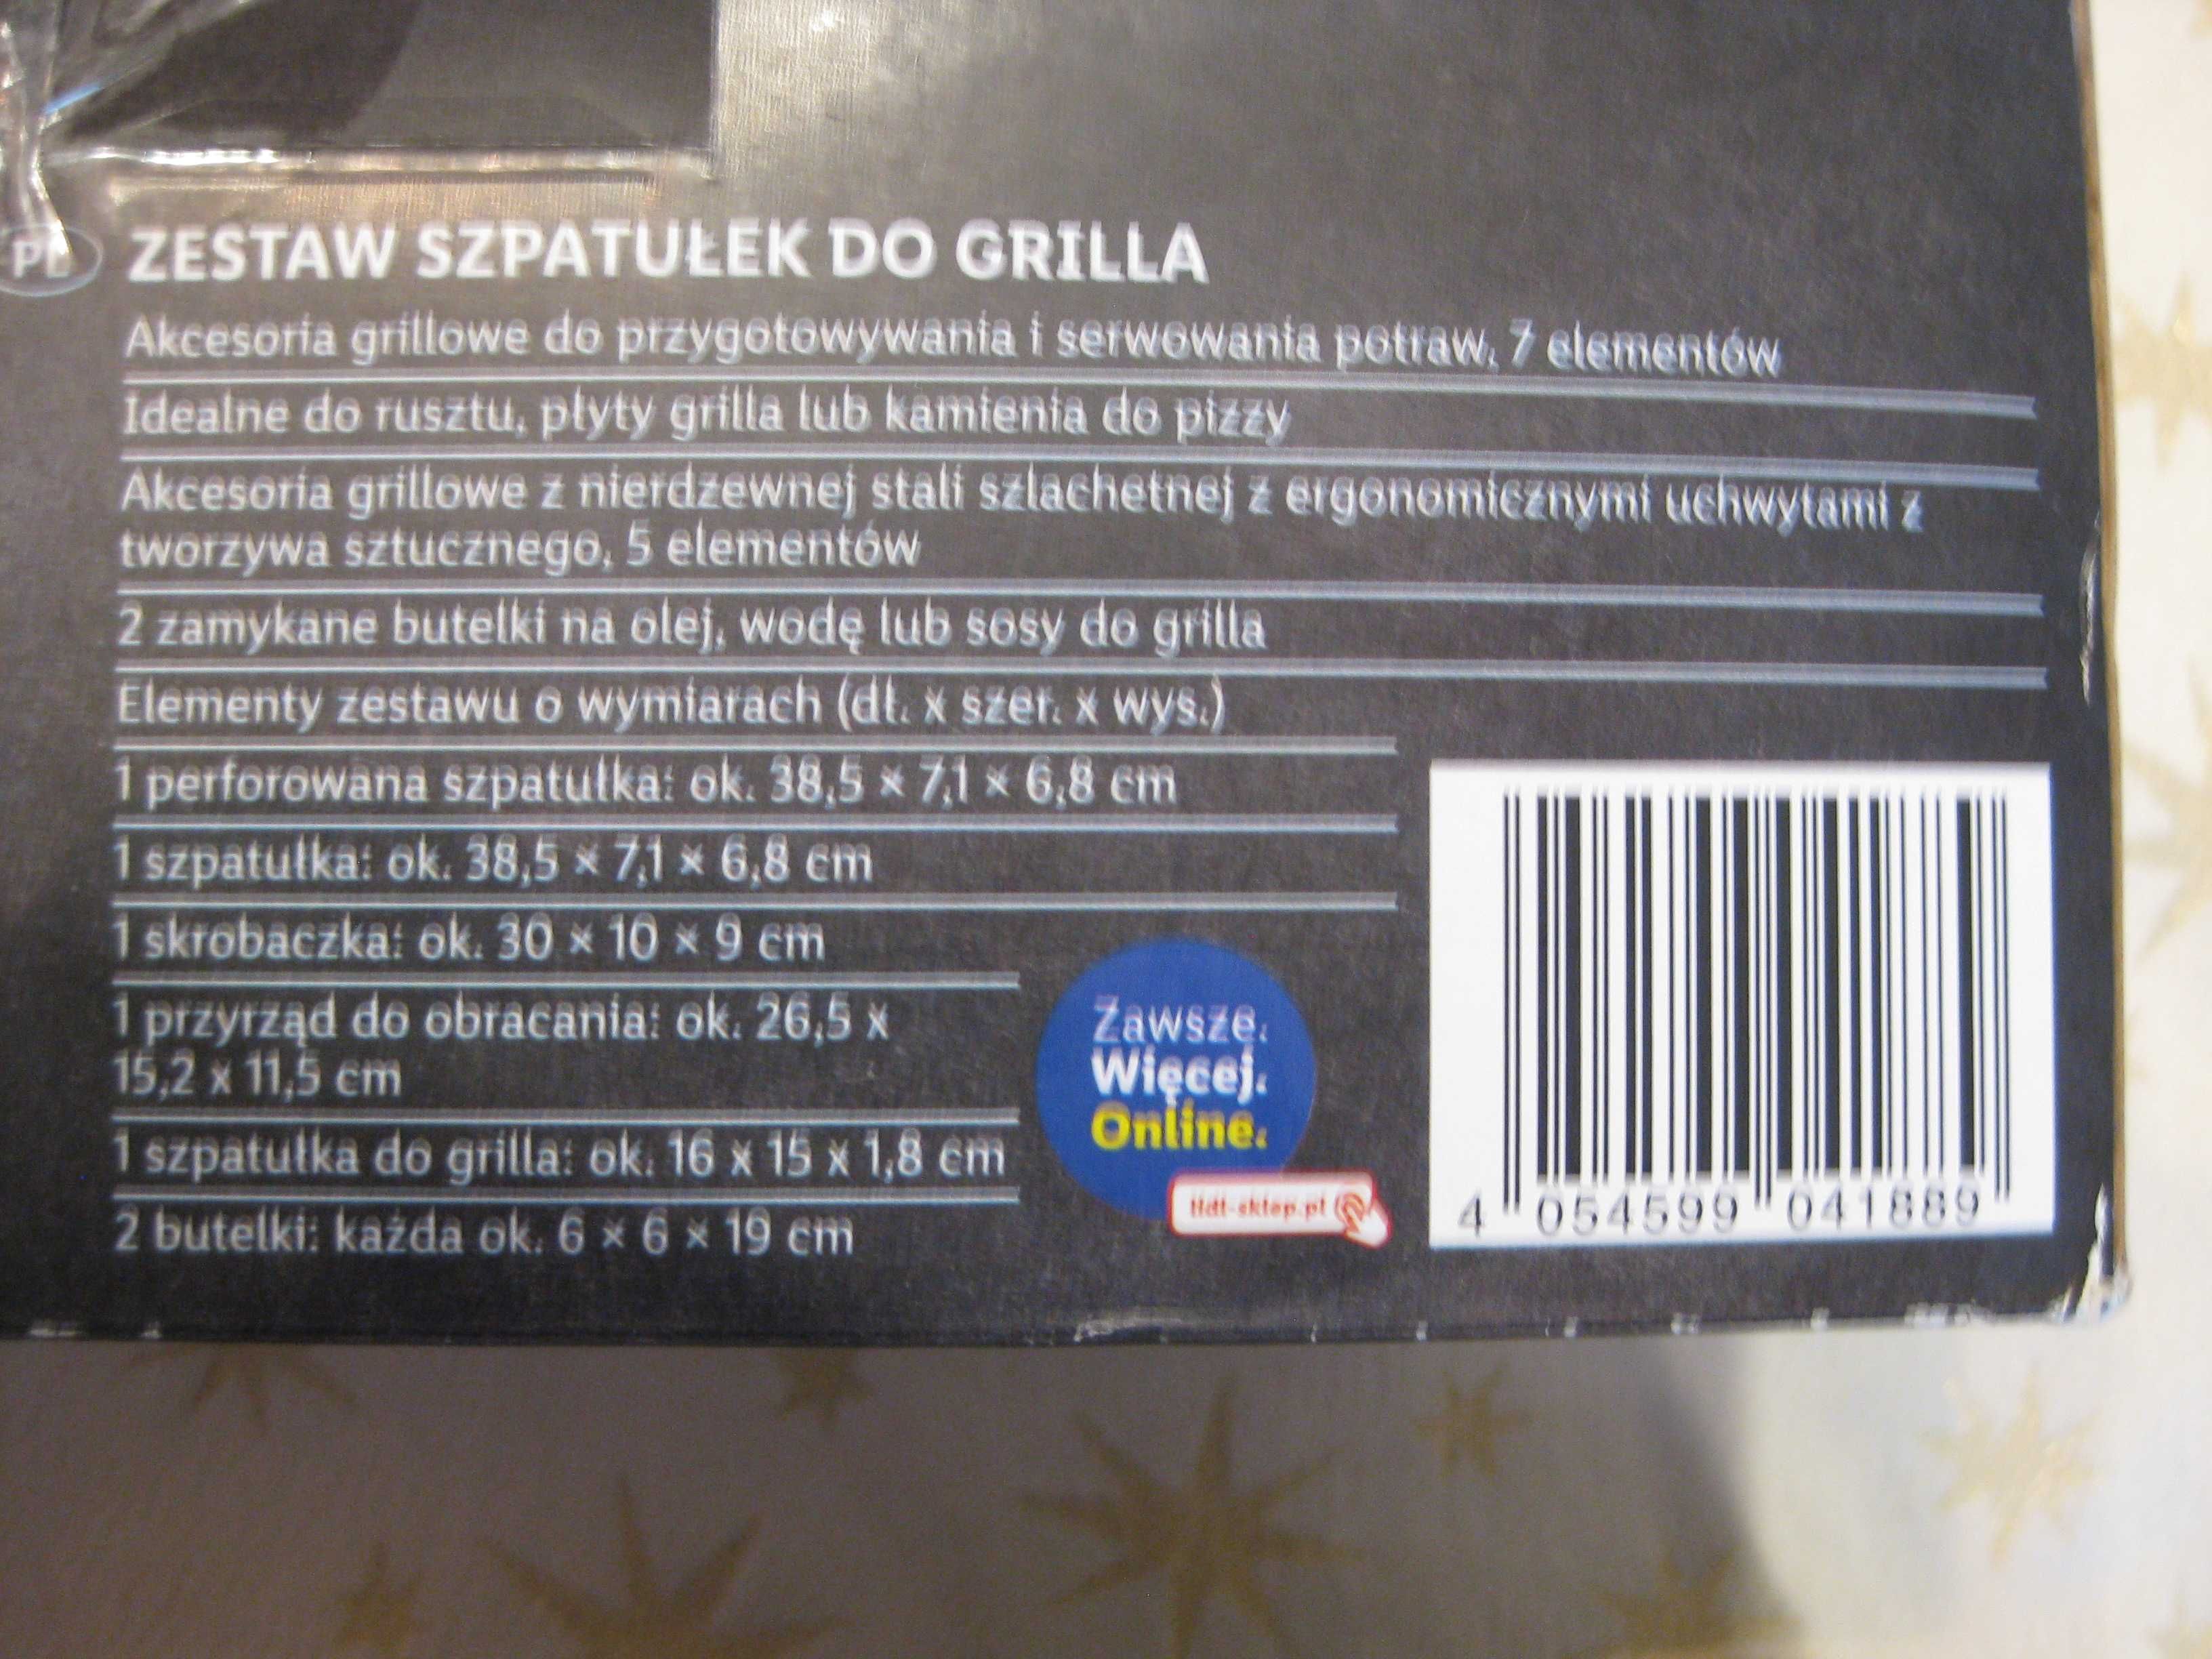 PL
ZESTAW SZPATUŁEK DO GRILLA
Akcesoria grillowe do przygotowywania i serwowania potraw, 7 elementów
Idealne do rusztu, płyty grilla lub kamienia do pizzy
Akcesoria grillowe z nierdzewnej stali szlachetnej z ergonomicznymi uchwytami z
tworzywa sztucznego, 5 elementów
2 zamykane butelki na olej, wodę lub sosy do grilla
Elementy zestawu o wymiarach (dł. x szer. x wys.)
1 perforowana szpatułka: ok. 38,5 × 7,1 × 6,8 cm
1 szpatułka: ok. 38,5 × 7,1 × 6,8 cm
1 skrobaczka: ok. 30 × 10 × 9 cm
1 przyrząd do obracania: ok. 26,5 x
15,2 x 11,5 cm
1 szpatułka do grilla: ok. 16 x 15 x 1,8 cm
2 butelki: każda ok. 6 × 6 × 19 cm
Zawsze.
Więcej.
Online.
lidl-sklep.pl
4 054599 041889